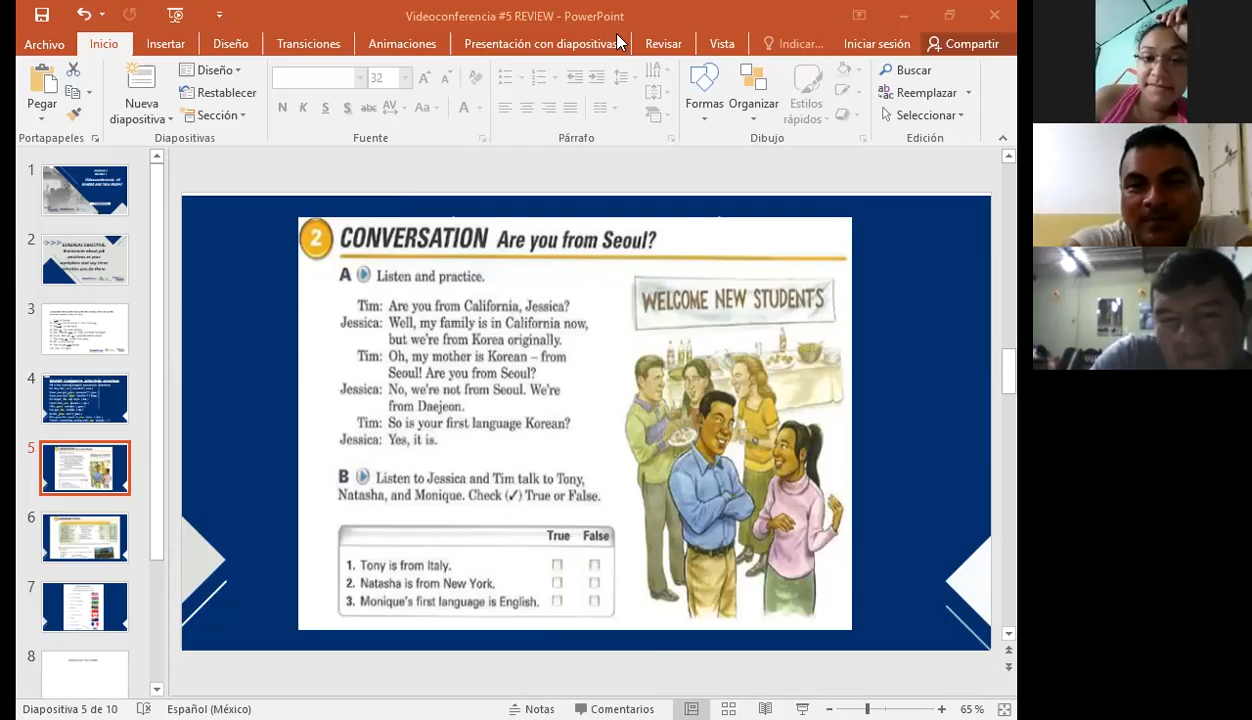 Videoconferencia #5 REVIEW - PowerPoint
Archivo Inicio Insertar Diseño Transiciones Animaciones Presentación con diapositivas Revisar Vista Indicar... Iniciar sesión Compartir
Pegar
Nueva diapositiva
Diseño
Restablecer
Sección
32
N K S S abc AV Aa A
Formas
Organizar
Estilos rápidos
Buscar
Reemplazar
Seleccionar
Portapapeles Diapositivas Fuente Párrafo Dibujo Edición
1
2
3
4
5
6
7
8
2 CONVERSATION Are you from Seoul?
A Listen and practice.
Tim: Are you from California, Jessica?
Jessica: Well, my family is in California now,
but we're from Korea originally.
Tim: Oh, my mother is Korean – from
Seoul! Are you from Seoul?
Jessica: No, we're not from Seoul. We're
from Daejeon.
Tim: So is your first language Korean?
Jessica: Yes, it is.
B Listen to Jessica and Tim talk to Tony,
Natasha, and Monique. Check (✓) True or False.
True False
1. Tony is from Italy.
2. Natasha is from New York.
3. Monique's first language is English.
WELCOME NEW STUDENTS
Diapositiva 5 de 10 Español (México) Notas Comentarios 65 %